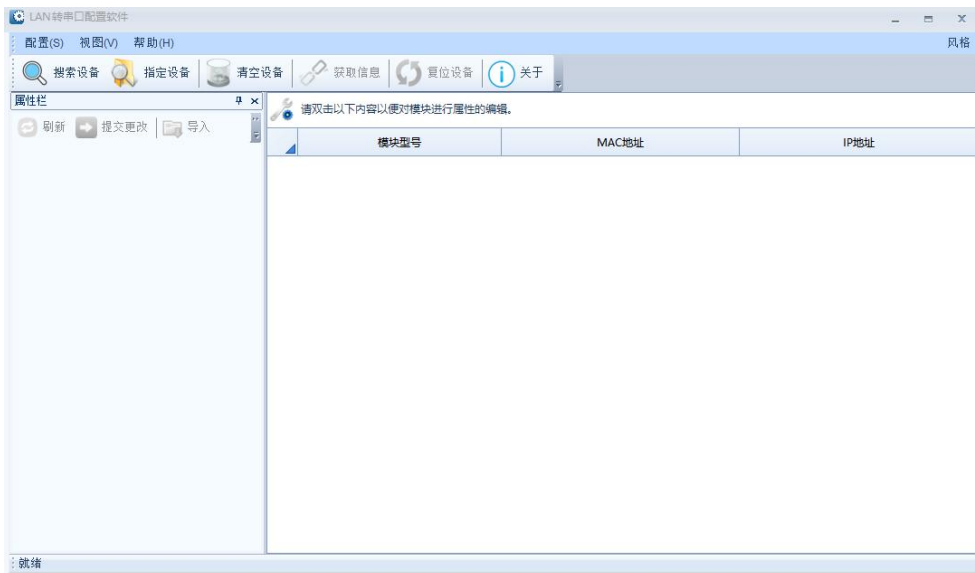 LAN转串口配置软件
配置(S) 视图(V) 帮助(H) 风格
搜索设备 指定设备 清空设备 获取信息 复位设备 关于
属性栏
刷新 提交更改 导入
请双击以下内容以便对模块进行属性的编辑。
模块型号 MAC地址 IP地址
就绪